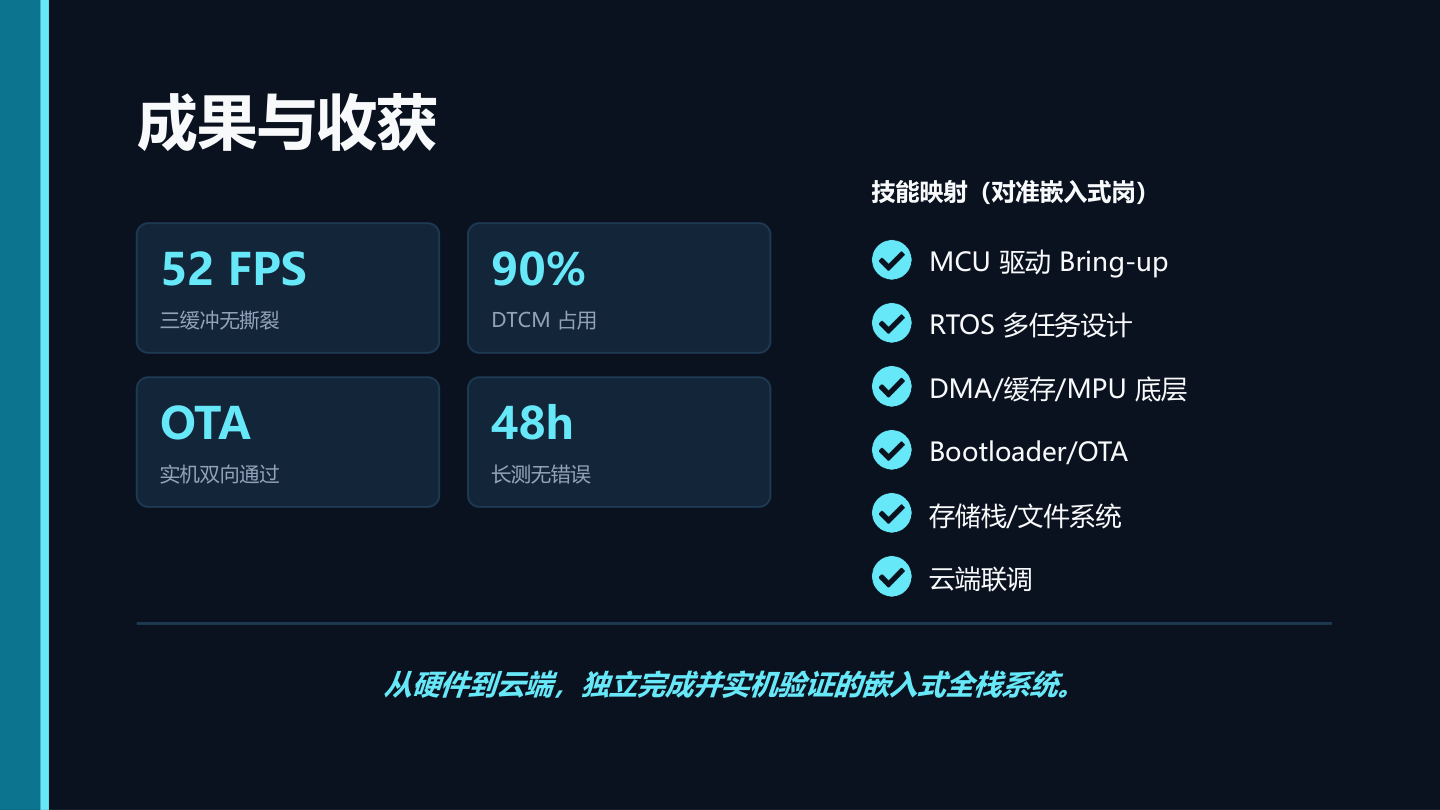 成果与收获
52 FPS
三缓冲无撕裂
90%
DTCM 占用
OTA
实机双向通过
48h
长测无错误
技能映射（对准嵌入式岗）
MCU 驱动 Bring-up
RTOS 多任务设计
DMA/缓存/MPU 底层
Bootloader/OTA
存储栈/文件系统
云端联调
从硬件到云端，独立完成并实机验证的嵌入式全栈系统。